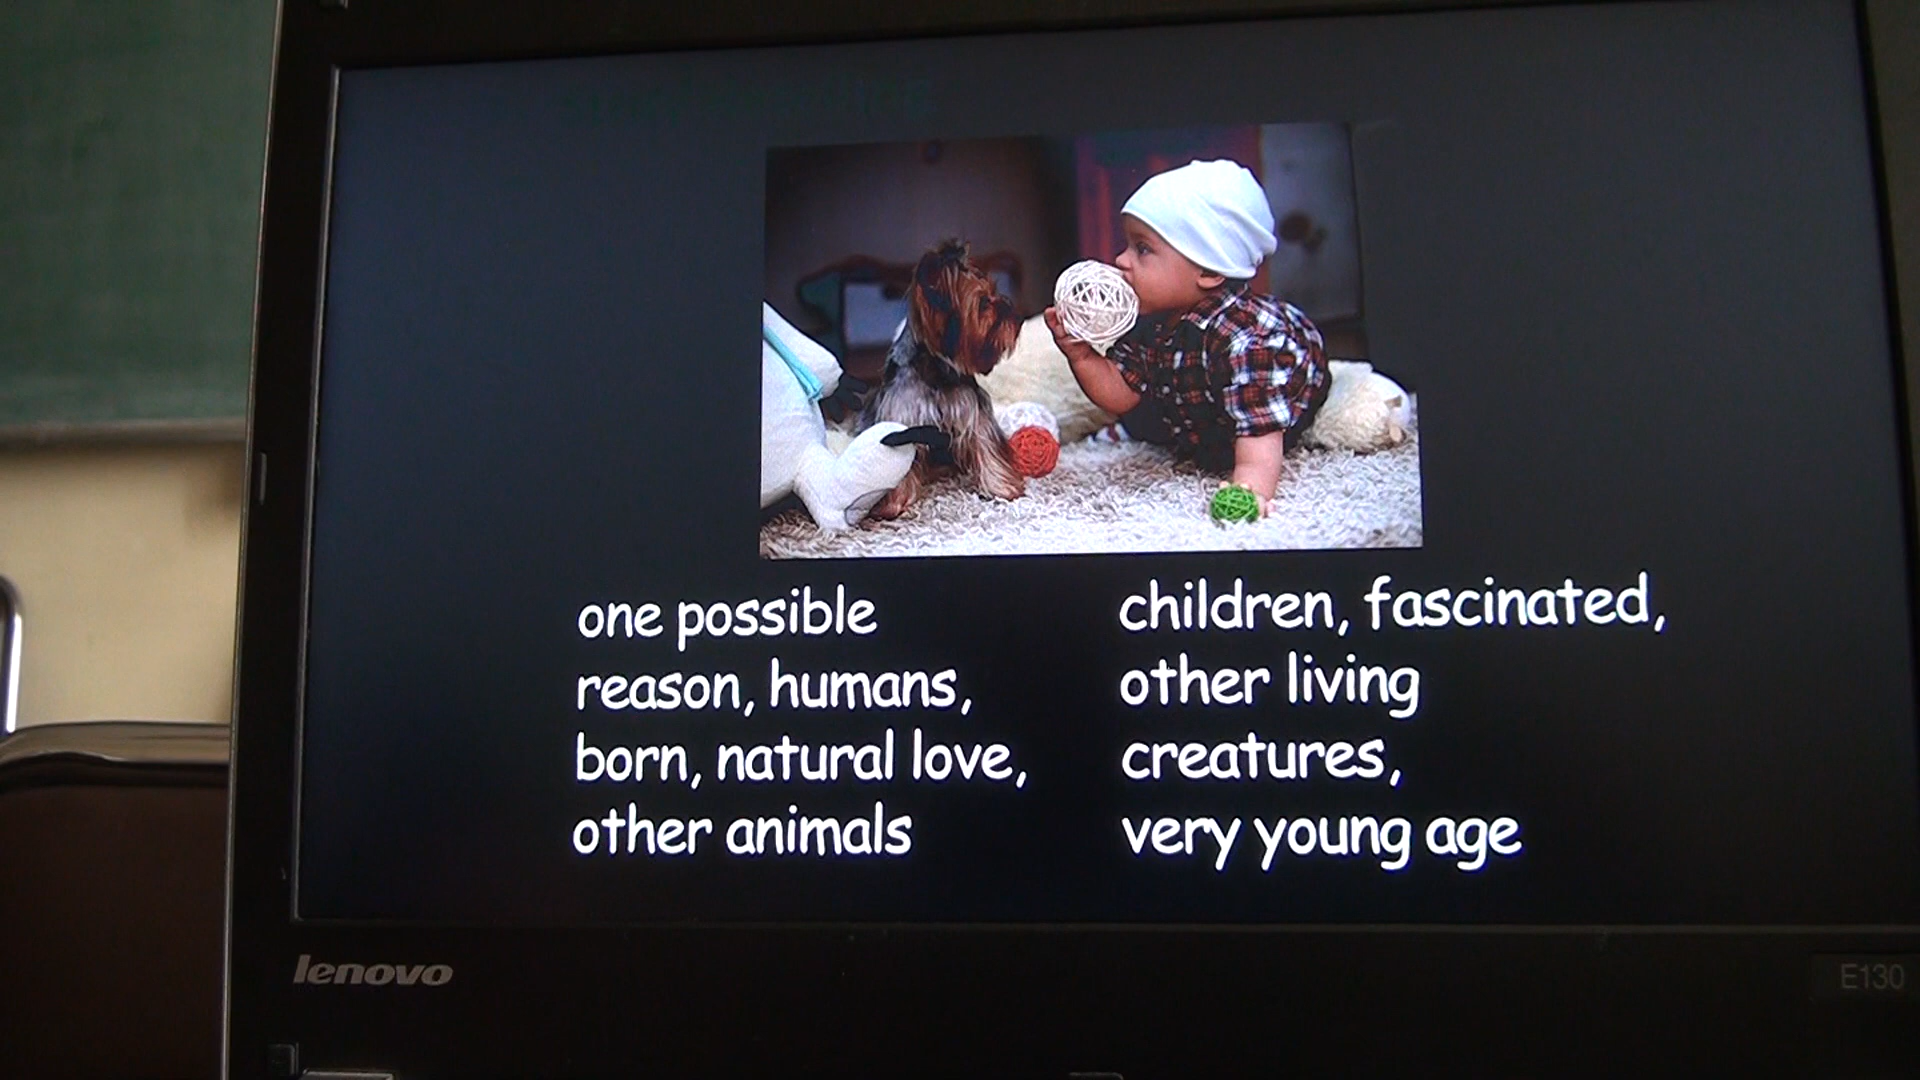 one possible
reason, humans,
born, natural love,
other animals
children, fascinated,
other living
creatures,
very young age
lenovo
E130